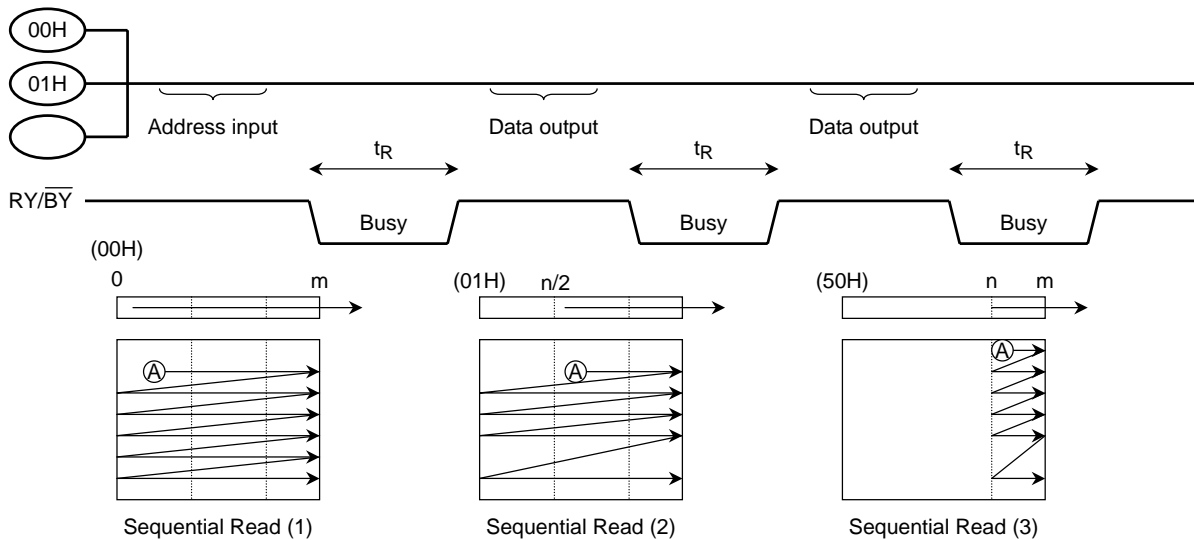 00H
01H
Address input
Data output
Data output
tR
tR
tR
RY/BY
Busy
Busy
Busy
(00H)
0
m
(01H)
n/2
(50H)
n
m
A
A
A
Sequential Read (1)
Sequential Read (2)
Sequential Read (3)